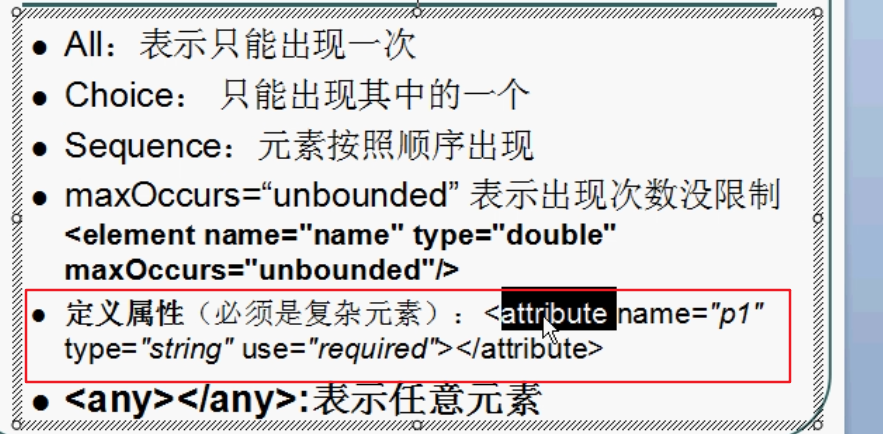 All：表示只能出现一次
Choice： 只能出现其中的一个
Sequence：元素按照顺序出现
maxOccurs=“unbounded” 表示出现次数没限制
<element name="name" type="double"
maxOccurs="unbounded"/>
定义属性（必须是复杂元素）：<attribute name="p1"
type="string" use="required"></attribute>
<any></any>:表示任意元素